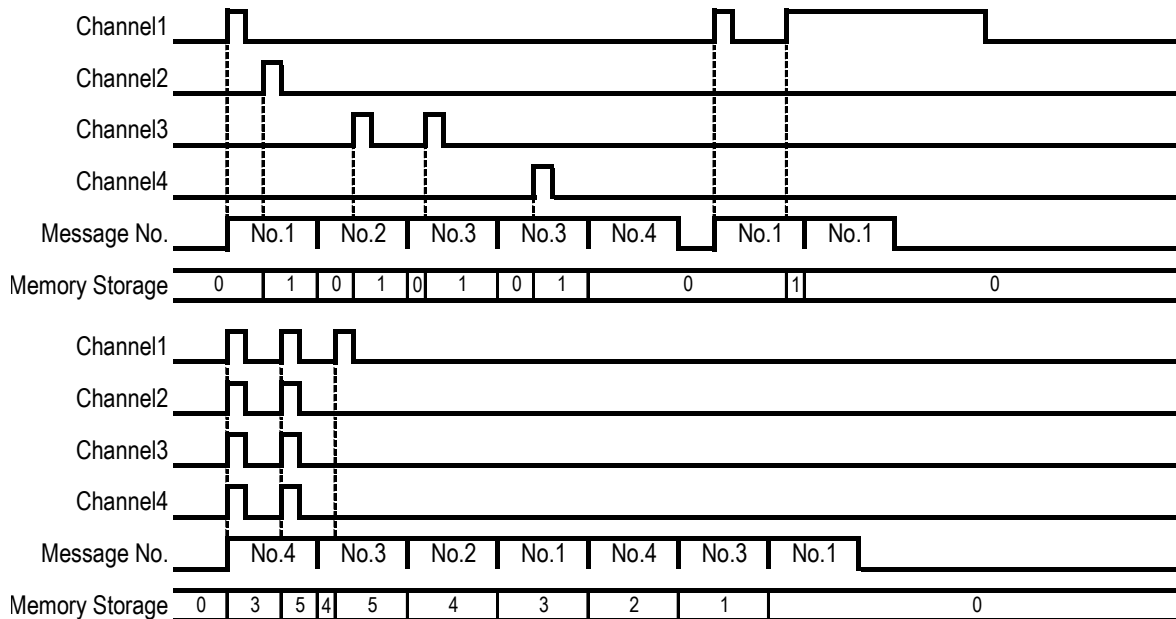 Channel1
Channel2
Channel3
Channel4
Message No. No.1 No.2 No.3 No.3 No.4 No.1 No.1
Memory Storage 0 1 0 1 0 1 0 1 0 1 0
Channel1
Channel2
Channel3
Channel4
Message No. No.4 No.3 No.2 No.1 No.4 No.3 No.1
Memory Storage 0 3 5 4 5 4 3 2 1 0